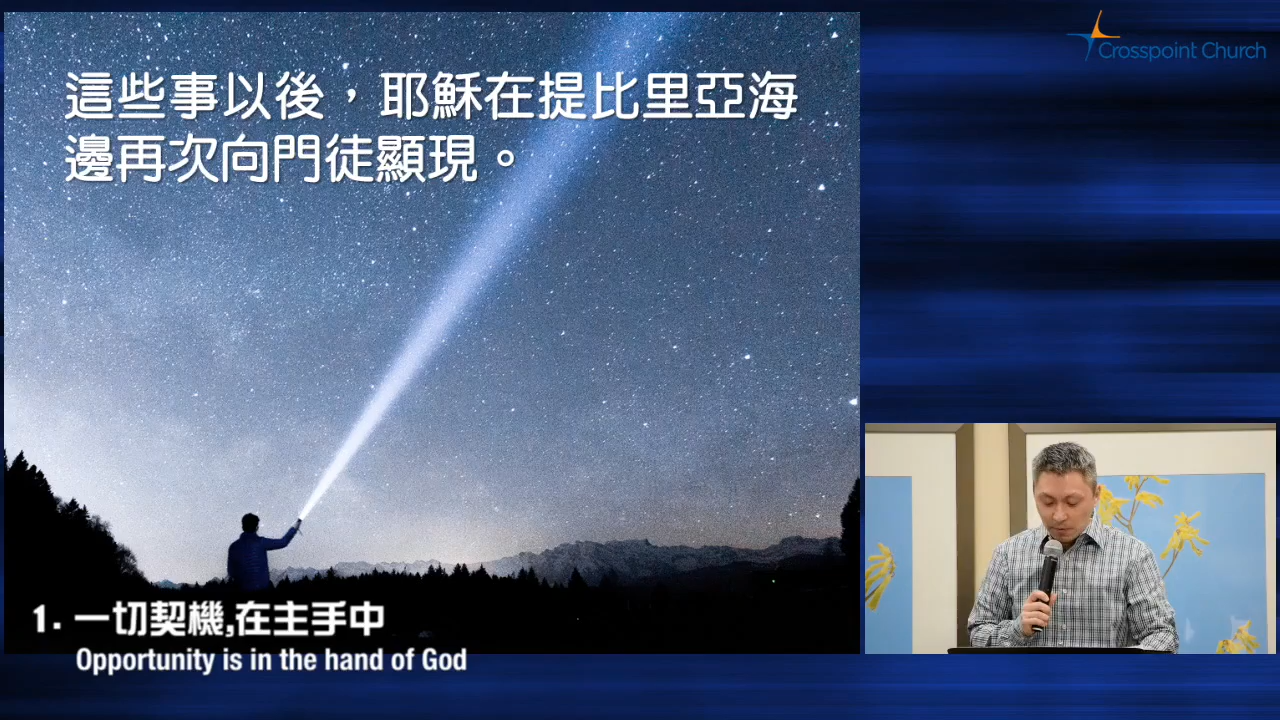 Crosspoint Church
這些事以後，耶穌在提比里亞海
邊再次向門徒顯現。
1. 一切契機,在主手中
Opportunity is in the hand of God